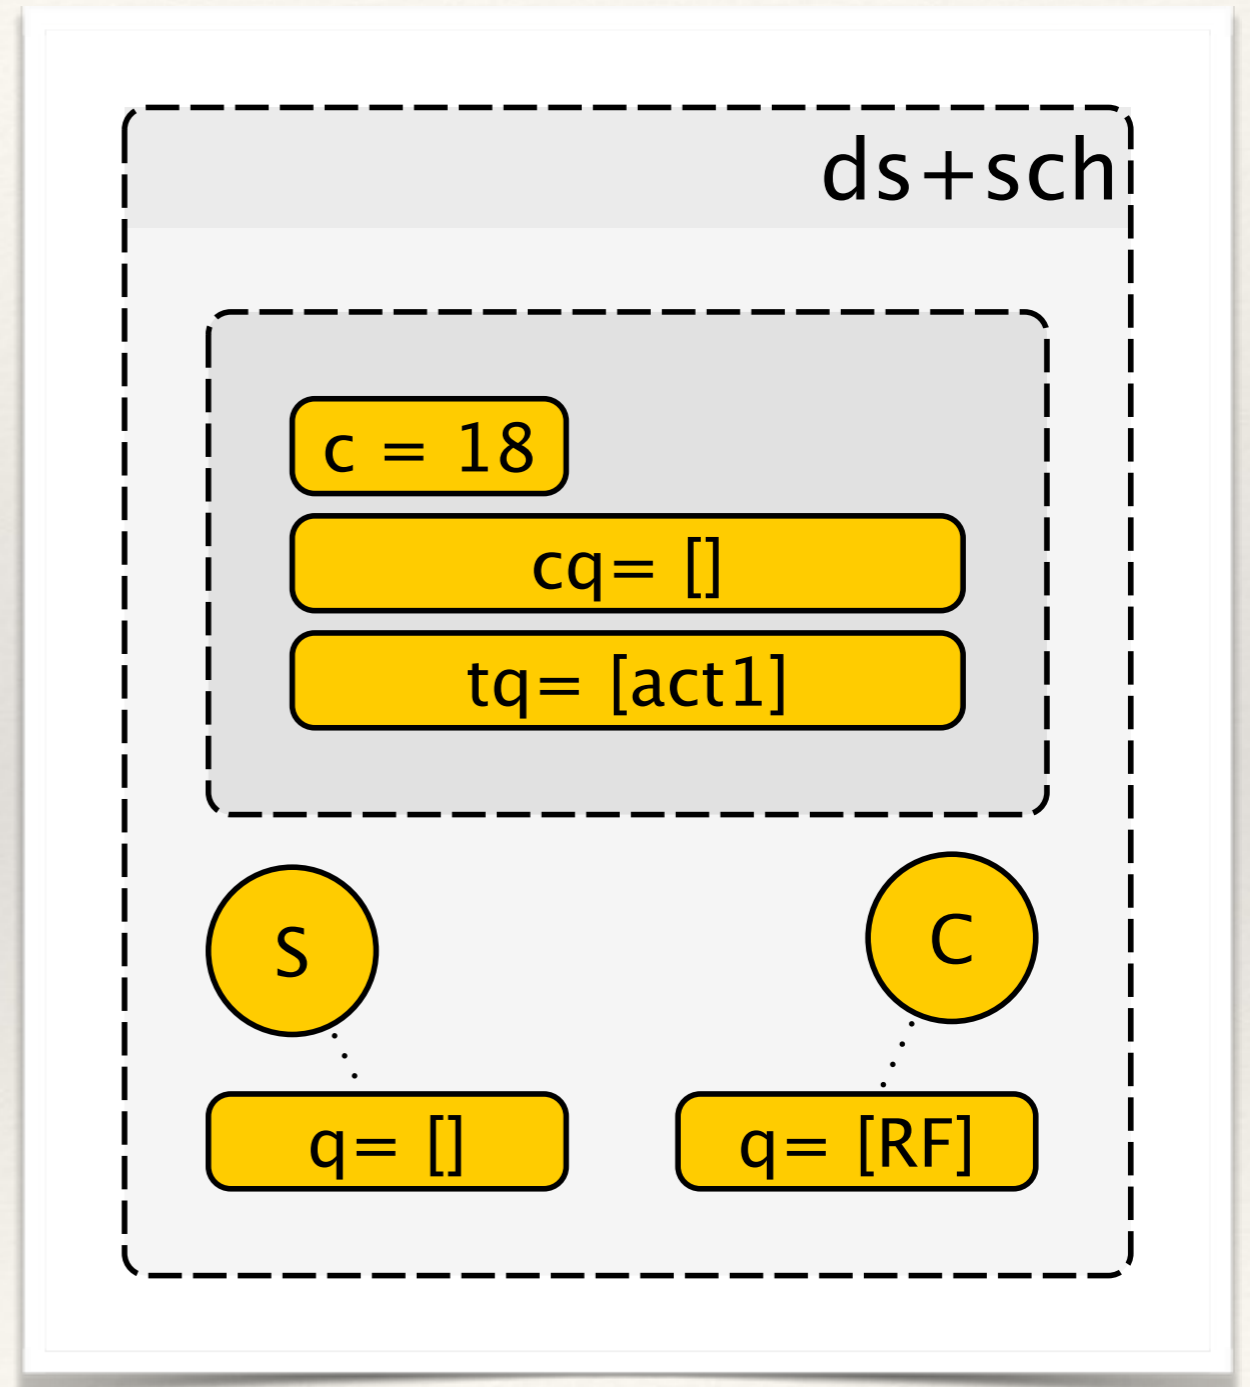 ds+sch
c = 18
cq= []
tq= [act1]
S
C
q= []
q= [RF]